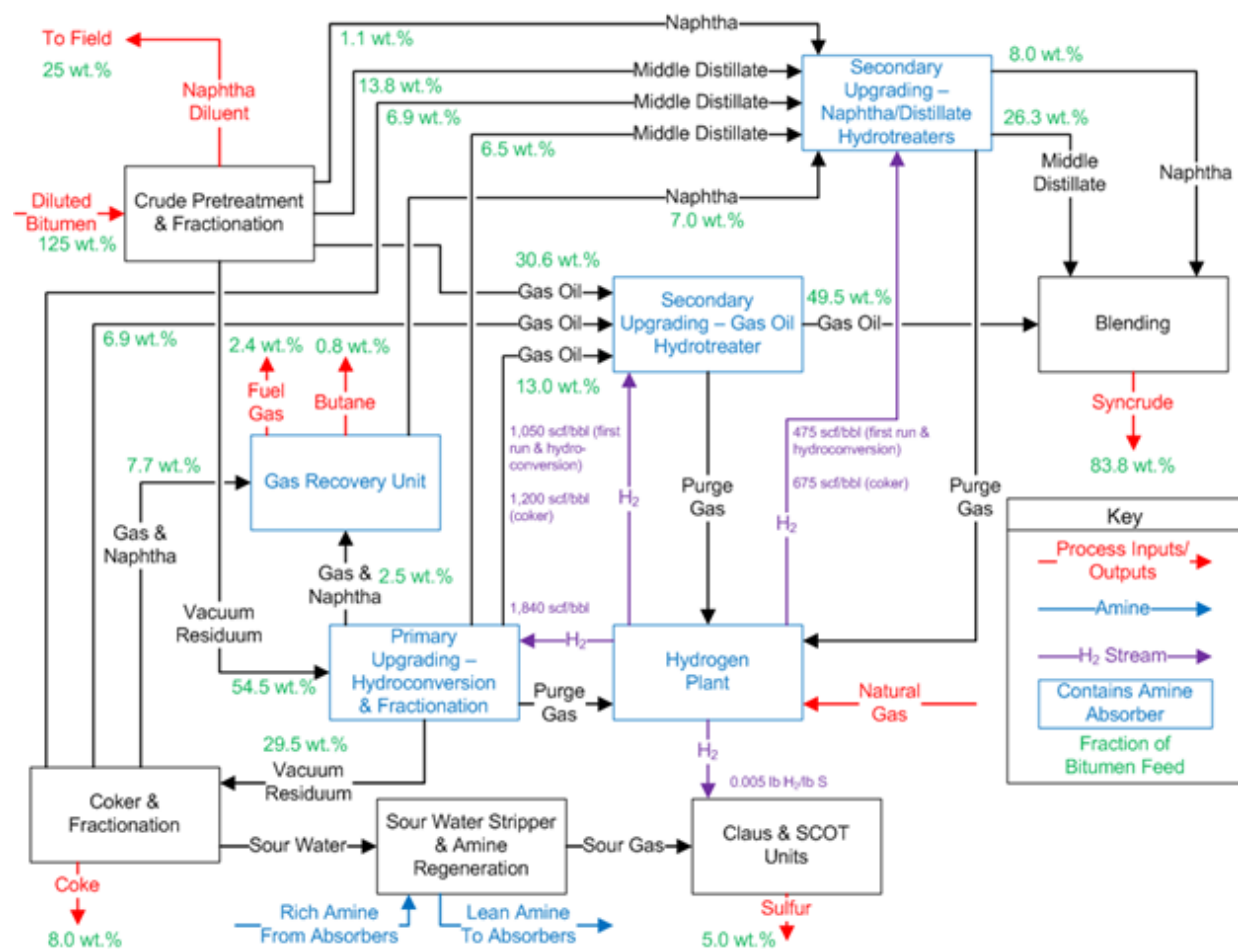 To Field
25 wt.%
Naphtha
Diluent
Diluted
Bitumen
125 wt.%
Crude Pretreatment
& Fractionation
1.1 wt.%
Naphtha
13.8 wt.%
Middle Distillate
6.9 wt.%
Middle Distillate
6.5 wt.%
Middle Distillate
Naphtha
7.0 wt.%
Secondary
Upgrading –
Naphtha/Distillate
Hydrotreaters
8.0 wt.%
26.3 wt.%
Middle
Distillate
Naphtha
30.6 wt.%
Gas Oil
6.9 wt.%
Gas Oil
Gas Oil
13.0 wt.%
Secondary
Upgrading – Gas Oil
Hydrotreater
49.5 wt.%
Gas Oil
Blending
Syncrude
83.8 wt.%
2.4 wt.%
0.8 wt.%
Fuel
Gas
Butane
7.7 wt.%
Gas Recovery Unit
Gas &
Naphtha
Gas &
Naphtha
2.5 wt.%
1,050 scf/bbl (first
run & hydro-
conversion)
1,200 scf/bbl
(coker)
H2
Purge
Gas
475 scf/bbl (first run &
hydroconversion)
675 scf/bbl (coker)
H2
Purge
Gas
Vacuum
Residuum
54.5 wt.%
Primary
Upgrading –
Hydroconversion
& Fractionation
1,840 scf/bbl
H2
Purge
Gas
Hydrogen
Plant
Natural
Gas
29.5 wt.%
Vacuum
Residuum
H2
0.005 lb H2/lb S
Coker &
Fractionation
Sour Water
Sour Water Stripper
& Amine
Regeneration
Sour Gas
Claus & SCOT
Units
Coke
8.0 wt.%
Rich Amine
From Absorbers
Lean Amine
To Absorbers
Sulfur
5.0 wt.%
Key
Process Inputs/
Outputs
Amine
H2 Stream
Contains Amine
Absorber
Fraction of
Bitumen Feed